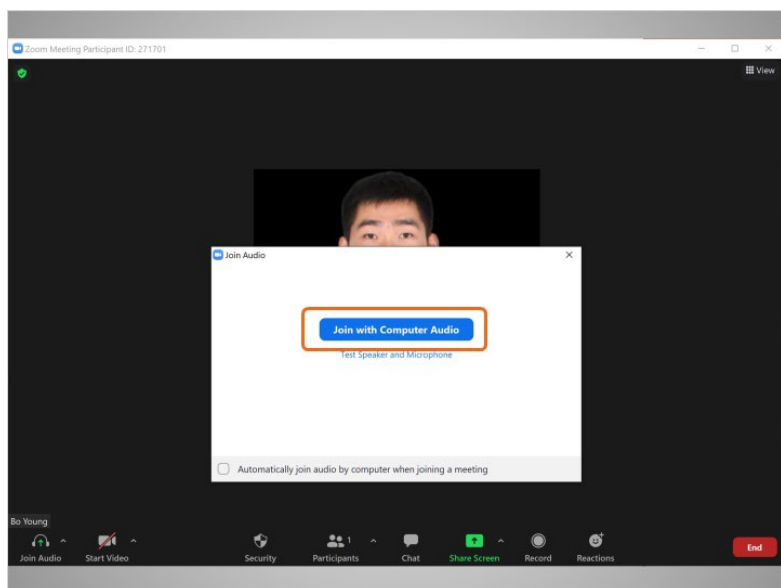 Zoom Meeting Participant ID: 271701
View
Join Audio
Join with Computer Audio
Test Speaker and Microphone
Automatically join audio by computer when joining a meeting
Bo Young
1
Join Audio
Start Video
Security
Participants
Chat
Share Screen
Record
Reactions
End